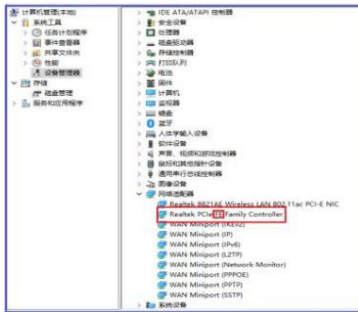 计算机管理(本地)
系统工具
任务计划程序
事件查看器
共享文件夹
性能
设备管理器
存储
磁盘管理
服务和应用程序
IDE ATA/ATAPI 控制器
安全设备
处理器
磁盘驱动器
存储控制器
打印队列
电池
固件
计算机
监视器
键盘
蓝牙
人体学输入设备
软件设备
声音、视频和游戏控制器
鼠标和其他指针设备
通用串行总线控制器
图像设备
网络适配器
Realtek 8821AE Wireless LAN 802.11ac PCI-E NIC
Realtek PCIe Family Controller
WAN Miniport (IKEv2)
WAN Miniport (IP)
WAN Miniport (IPv6)
WAN Miniport (L2TP)
WAN Miniport (Network Monitor)
WAN Miniport (PPPOE)
WAN Miniport (PPTP)
WAN Miniport (SSTP)
系统设备